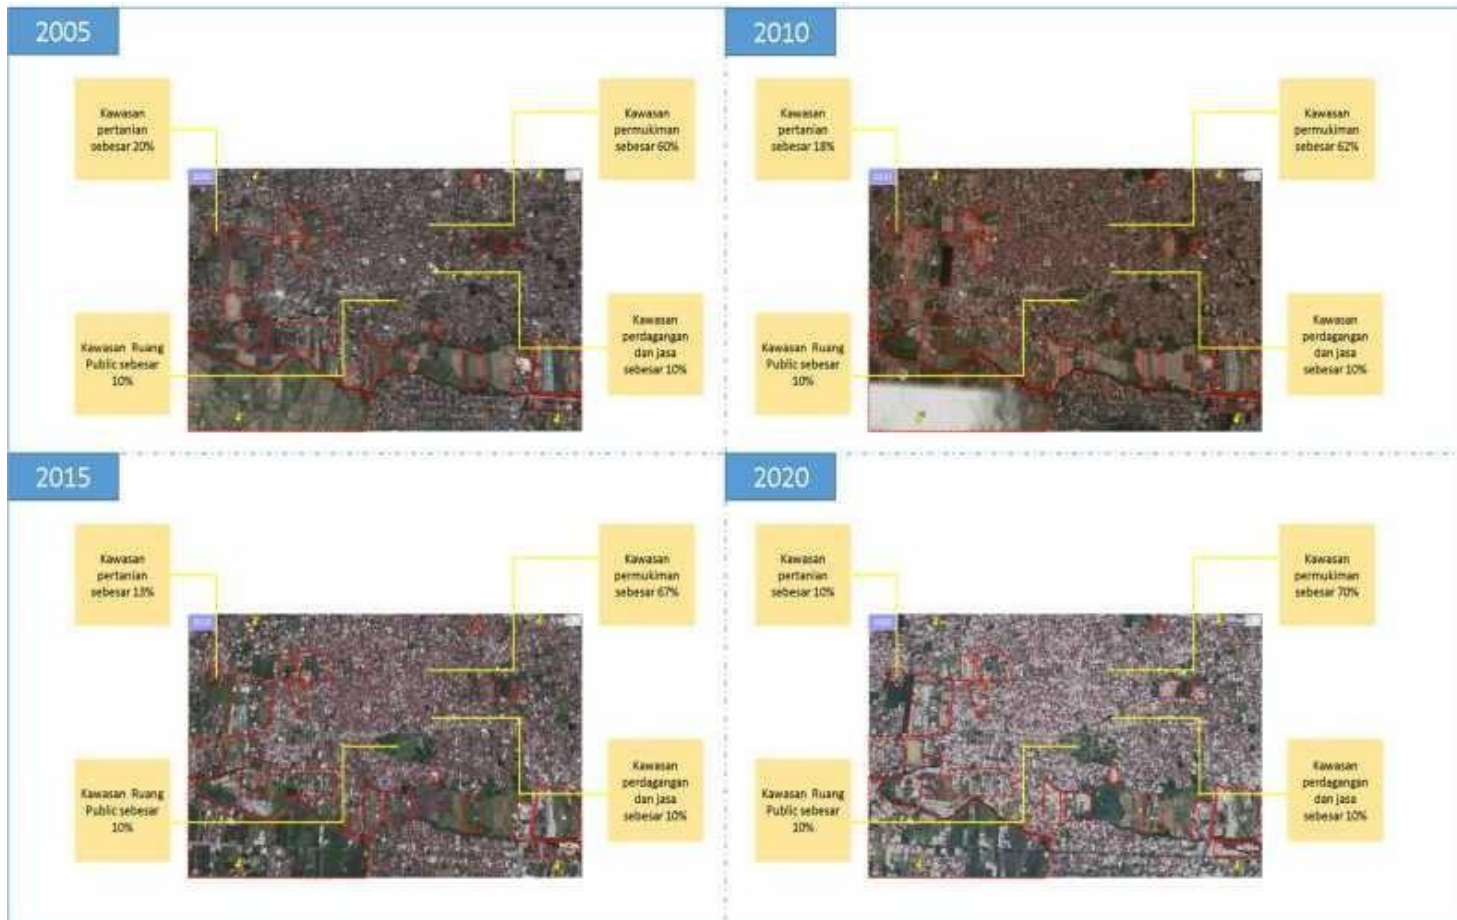 2005
Kawasan
pertanian
sebesar 20%
Kawasan
permukiman
sebesar 60%
Kawasan Ruang
Public sebesar
10%
Kawasan
perdagangan
dan jasa
sebesar 10%
2010
Kawasan
pertanian
sebesar 18%
Kawasan
permukiman
sebesar 62%
Kawasan Ruang
Public sebesar
10%
Kawasan
perdagangan
dan jasa
sebesar 10%
2015
Kawasan
pertanian
sebesar 13%
Kawasan
permukiman
sebesar 67%
Kawasan Ruang
Public sebesar
10%
Kawasan
perdagangan
dan jasa
sebesar 10%
2020
Kawasan
pertanian
sebesar 10%
Kawasan
permukiman
sebesar 70%
Kawasan Ruang
Public sebesar
10%
Kawasan
perdagangan
dan jasa
sebesar 10%